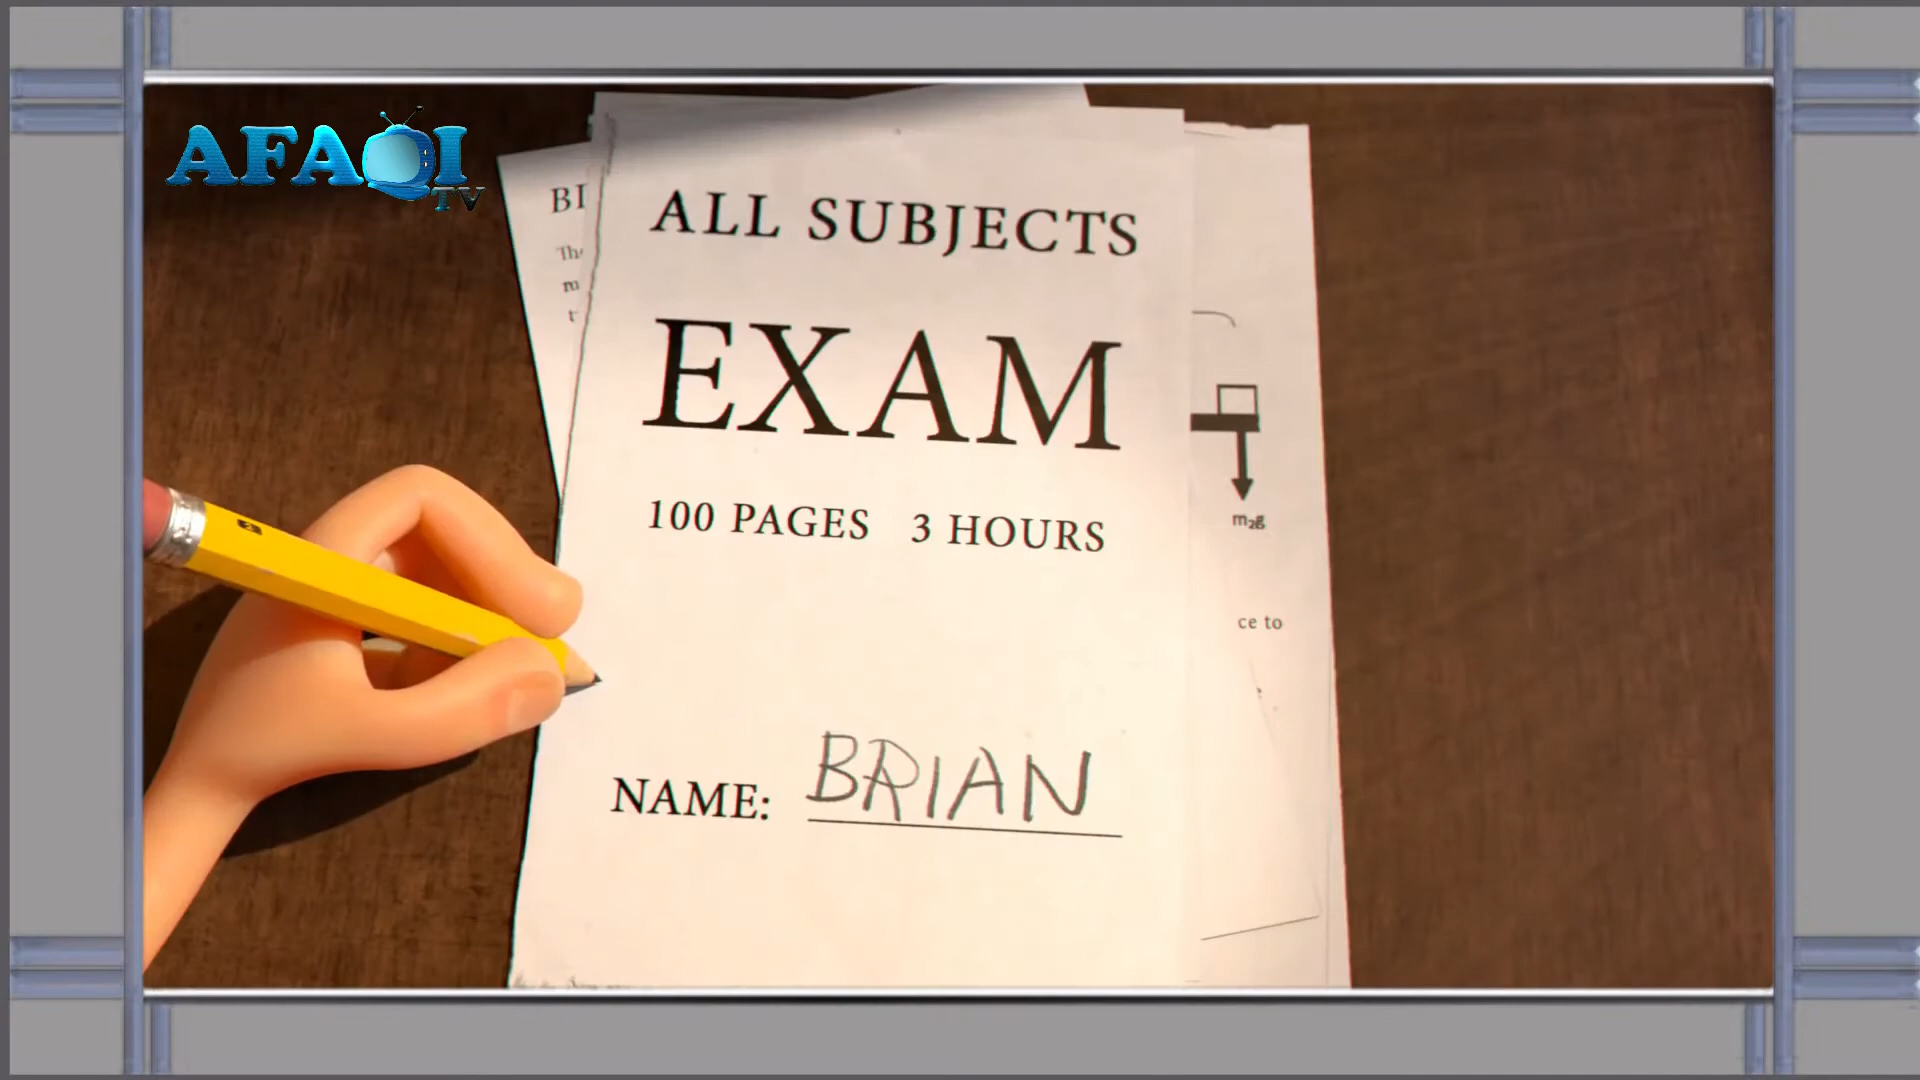 AFAQI
TV
ALL SUBJECTS
EXAM
100 PAGES 3 HOURS
NAME: BRIAN
m₂g
ce to